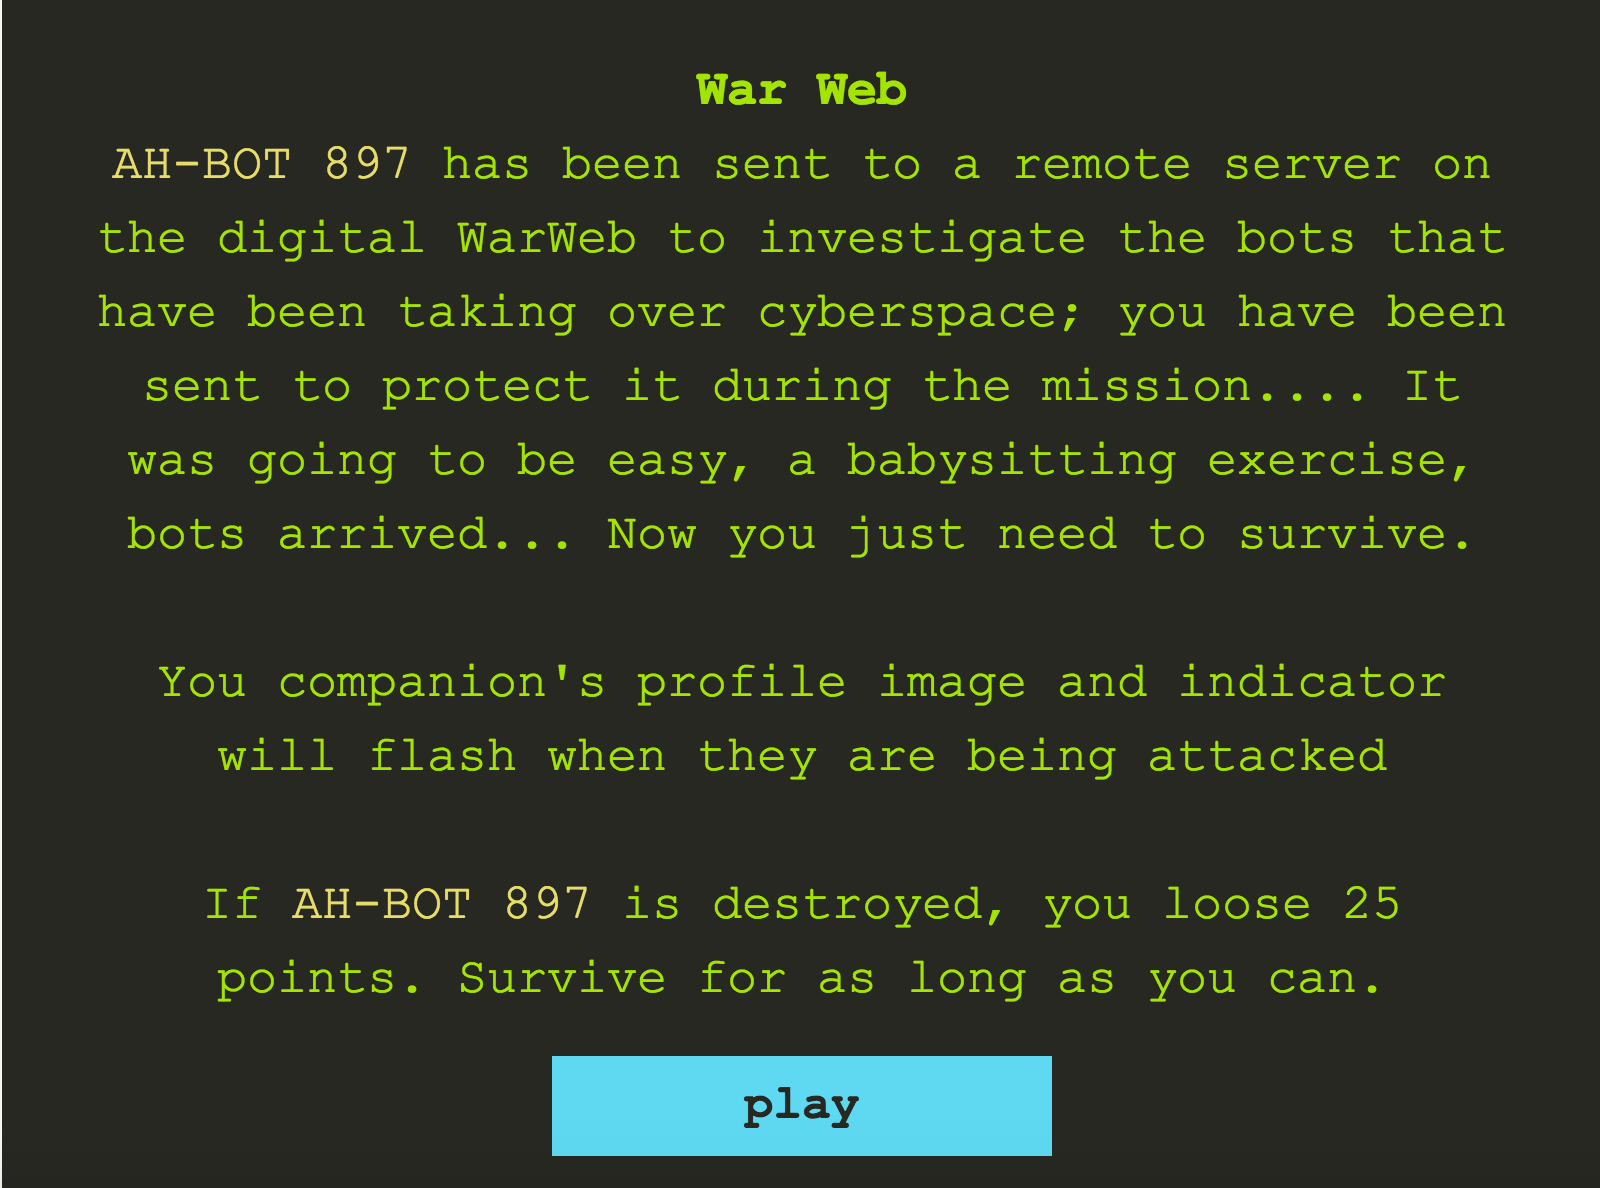 War Web
AH-BOT 897 has been sent to a remote server on
the digital WarWeb to investigate the bots that
have been taking over cyberspace; you have been
sent to protect it during the mission.... It
was going to be easy, a babysitting exercise,
bots arrived... Now you just need to survive.
You companion's profile image and indicator
will flash when they are being attacked
If AH-BOT 897 is destroyed, you loose 25
points. Survive for as long as you can.
play